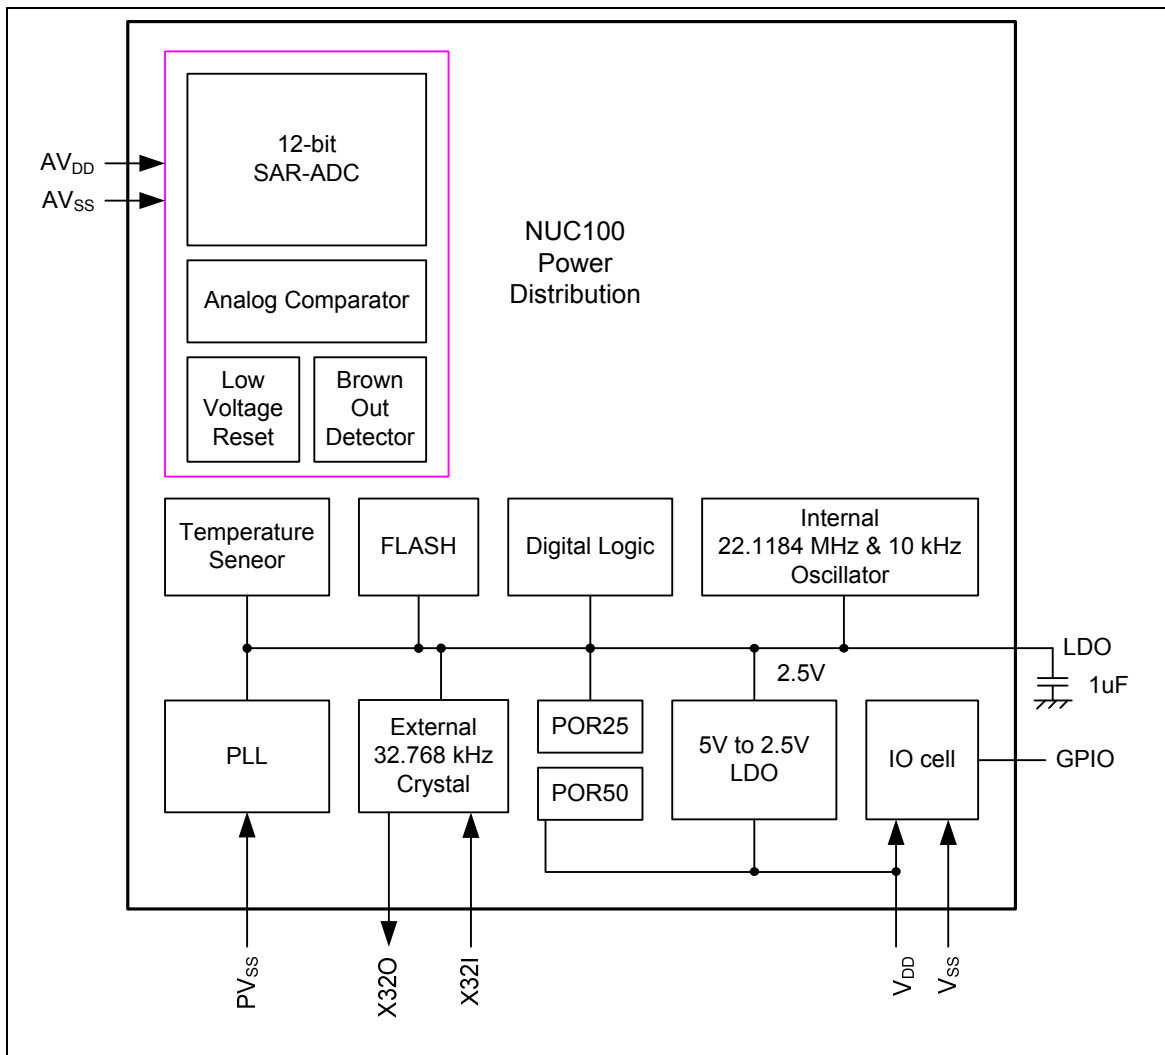 12-bit
SAR-ADC
AVDD
AVSS
NUC100
Power
Distribution
Analog Comparator
Low
Voltage
Reset
Brown
Out
Detector
Temperature
Seneor
FLASH
Digital Logic
Internal
22.1184 MHz & 10 kHz
Oscillator
LDO
2.5V
1uF
PLL
External
32.768 kHz
Crystal
POR25
POR50
5V to 2.5V
LDO
IO cell
GPIO
PVSS
X32O
X32I
VDD
VSS